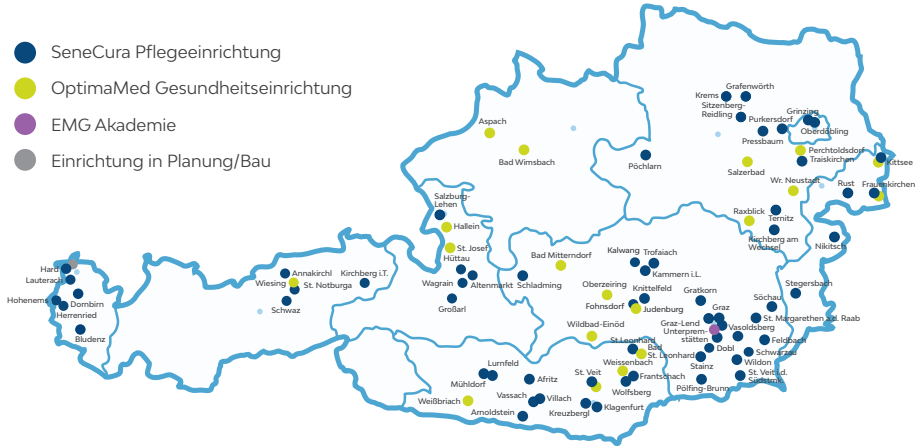 SeneCura Pflegeeinrichtung
OptimaMed Gesundheitseinrichtung
EMG Akademie
Einrichtung in Planung/Bau
Grafenwörth
Krems
Sitzenberg-
Reidling
Purkersdorf
Grinzing
Oberdöbling
Pressbaum
Perchtoldsdorf
Traiskirchen
Kittsee
Aspach
Bad Wimsbach
Pöchlarn
Salzerbad
Wr. Neustadt
Rust
Frauenkirchen
Salzburg-
Lehen
Hallein
Raxblick
Ternitz
Kirchberg am
Wechsel
Nikitsch
St. Josef
Hüttau
Bad Mitterndorf
Kalwang
Trofaiach
Kammern i.L.
Hard
Lauterach
Annakirchl
Kirchberg i.T.
Wiesing
St. Notburga
Wagrain
Altenmarkt
Schladming
Hohenems
Dornbirn
Herrenried
Schwaz
Großarl
Oberzeiring
Knittelfeld
Fohnsdorf
Judenburg
Gratkorn
Stegersbach
Söchau
Bludenz
Graz
St. Margarethen a.d. Raab
Graz-Lend
Unterprem-
stätten
Vasoldsberg
Wildbad-Einöd
Feldbach
St.Leonhard
Bad
St. Leonhard
Dobl
Schwarzau
Stainz
Wildon
Lurnfeld
Weissenbach
Mühldorf
Afritz
St. Veit
Frantschach
Wolfsberg
Pölfing-Brunn
St. Veit i.d.
Südstmk.
Weißbriach
Vassach
Villach
Arnoldstein
Kreuzbergl
Klagenfurt